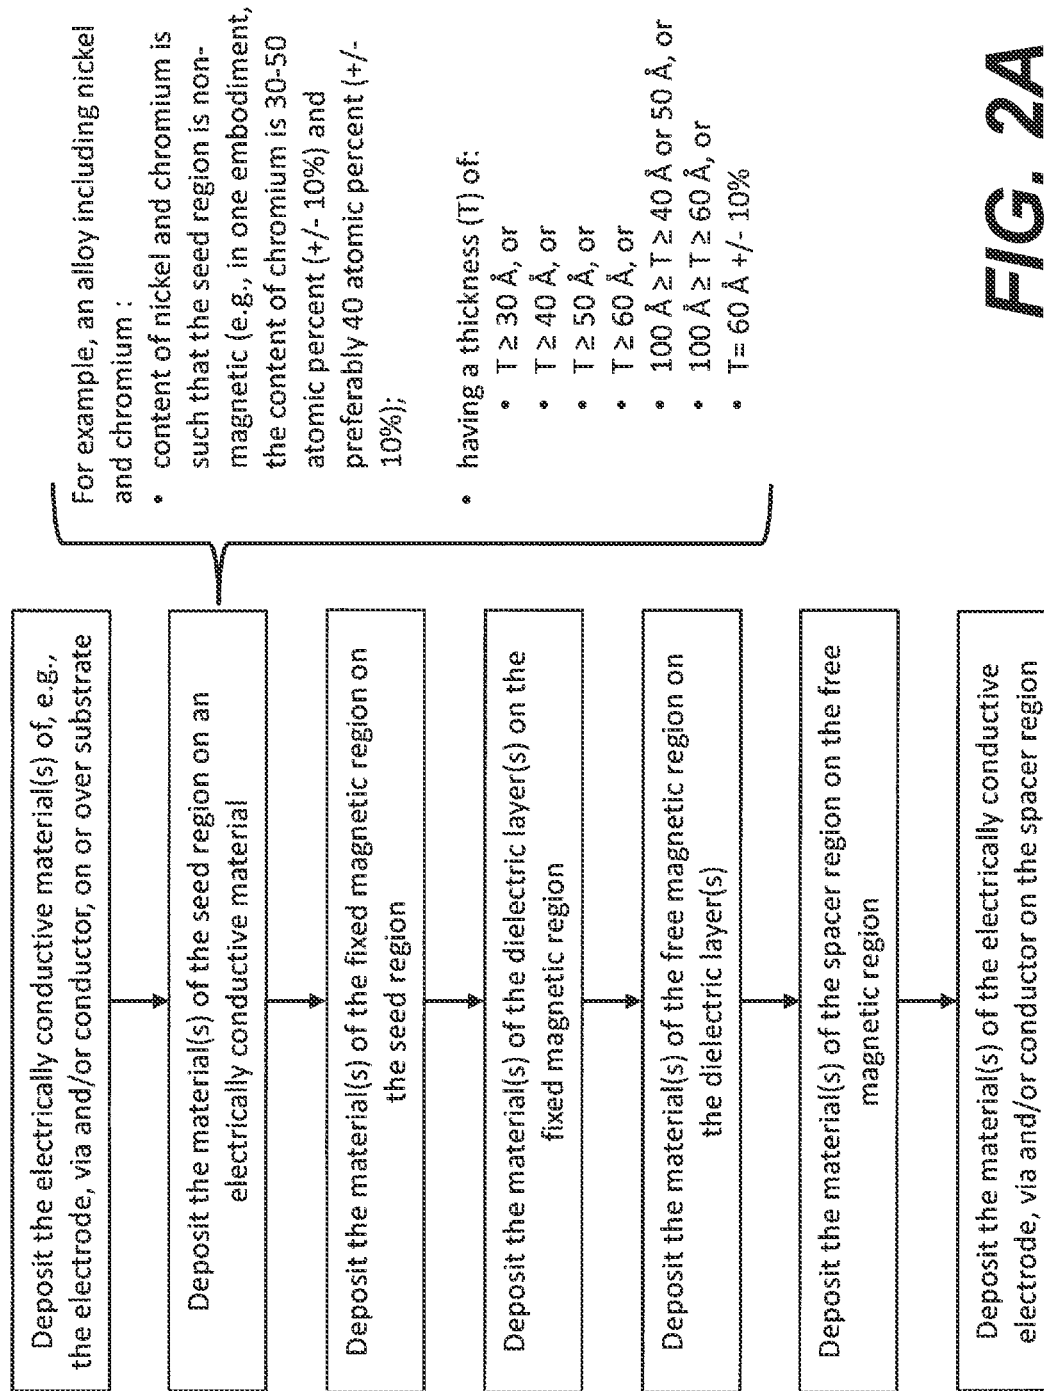 Deposit the electrically conductive material(s) of, e.g.,
the electrode, via and/or conductor, on or over substrate
Deposit the material(s) of the seed region on an
electrically conductive material
Deposit the material(s) of the fixed magnetic region on
the seed region
Deposit the material(s) of the dielectric layer(s) on the
fixed magnetic region
Deposit the material(s) of the free magnetic region on
the dielectric layer(s)
Deposit the material(s) of the spacer region on the free
magnetic region
Deposit the material(s) of the electrically conductive
electrode, via and/or conductor on the spacer region
For example, an alloy including nickel
and chromium :
• content of nickel and chromium is
such that the seed region is non-
magnetic (e.g., in one embodiment,
the content of chromium is 30-50
atomic percent (+/- 10%) and
preferably 40 atomic percent (+/-
10%);
• having a thickness (T) of:
• T ≥ 30 Å, or
• T ≥ 40 Å, or
• T ≥ 50 Å, or
• T ≥ 60 Å, or
• 100 Å ≥ T ≥ 40 Å or 50 Å, or
• 100 Å ≥ T ≥ 60 Å, or
• T= 60 Å +/- 10%
FIG. 2A